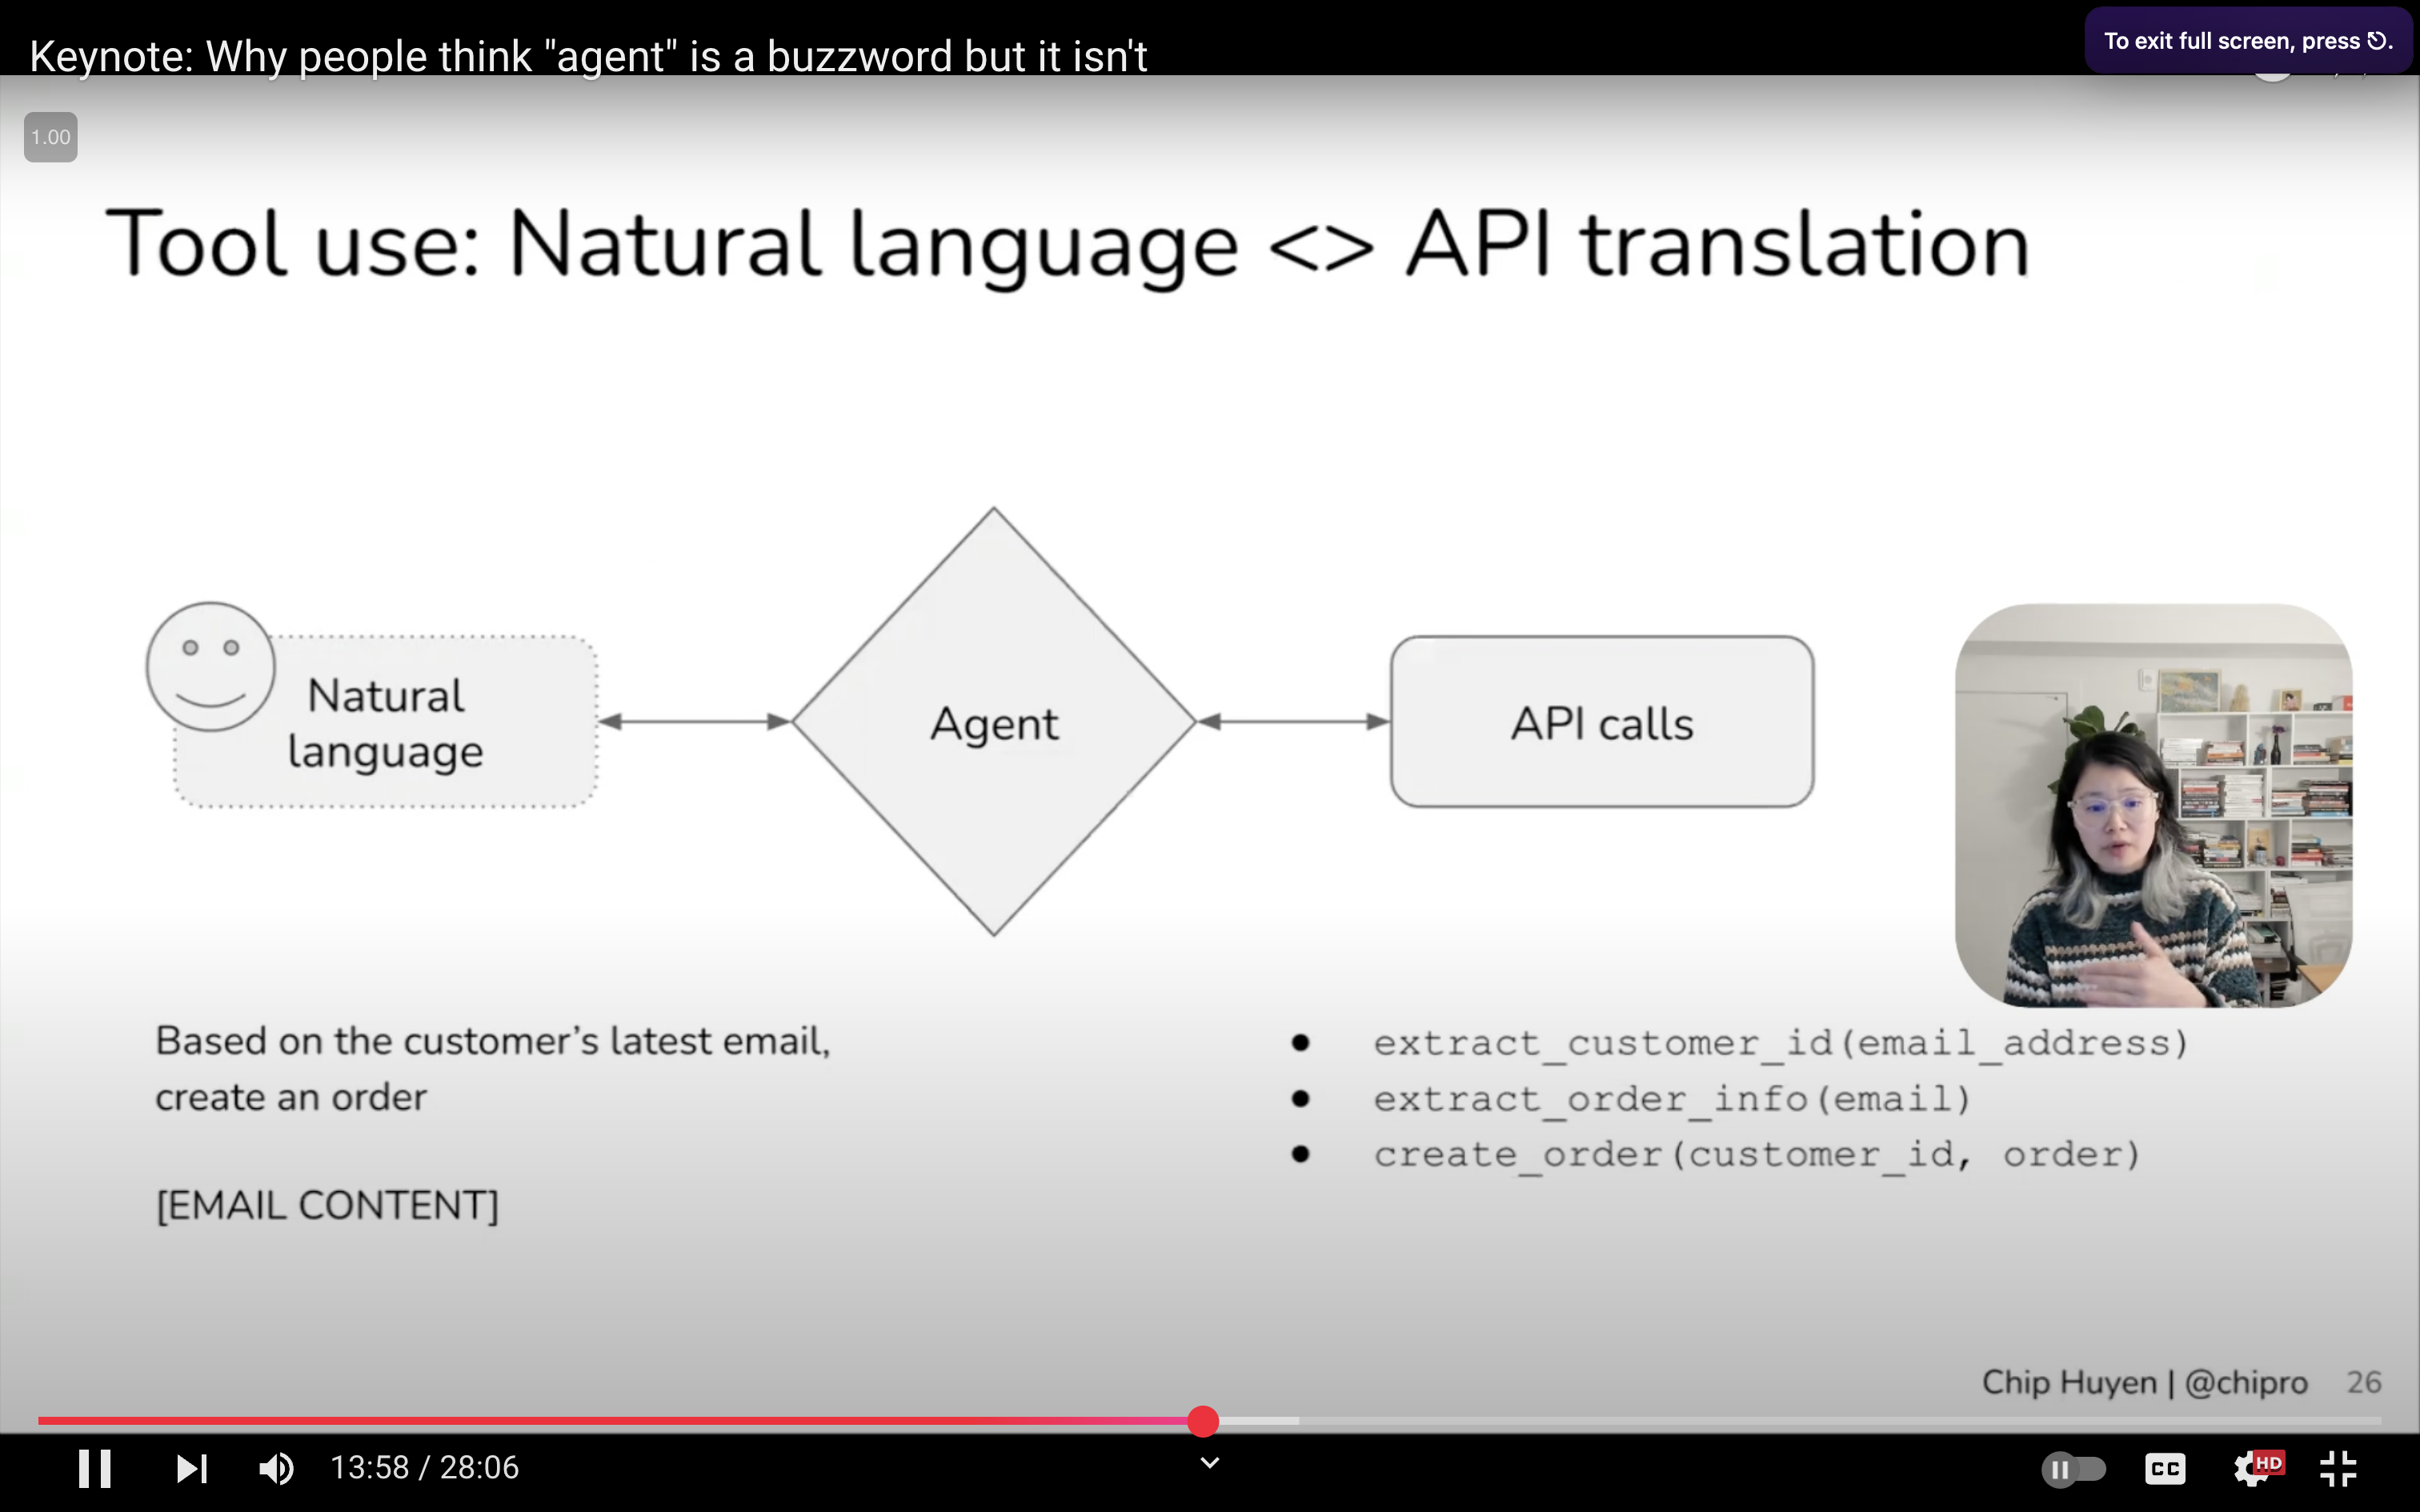 Keynote: Why people think "agent" is a buzzword but it isn't
To exit full screen, press
1.00
Tool use: Natural language <> API translation
Natural
language
Agent
API calls
Based on the customer’s latest email,
create an order
[EMAIL CONTENT]
● extract_customer_id(email_address)
● extract_order_info(email)
● create_order(customer_id, order)
Chip Huyen | @chipro 26
13:58 / 28:06
CC
HD